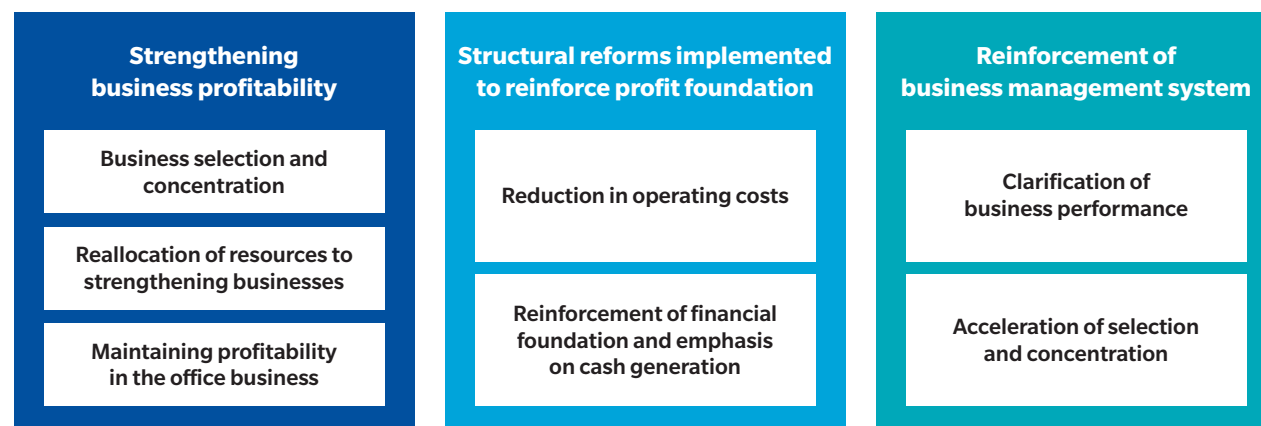 Strengthening
business profitability
Business selection and
concentration
Reallocation of resources to
strengthening businesses
Maintaining profitability
in the office business
Structural reforms implemented
to reinforce profit foundation
Reduction in operating costs
Reinforcement of financial
foundation and emphasis
on cash generation
Reinforcement of
business management system
Clarification of
business performance
Acceleration of selection
and concentration